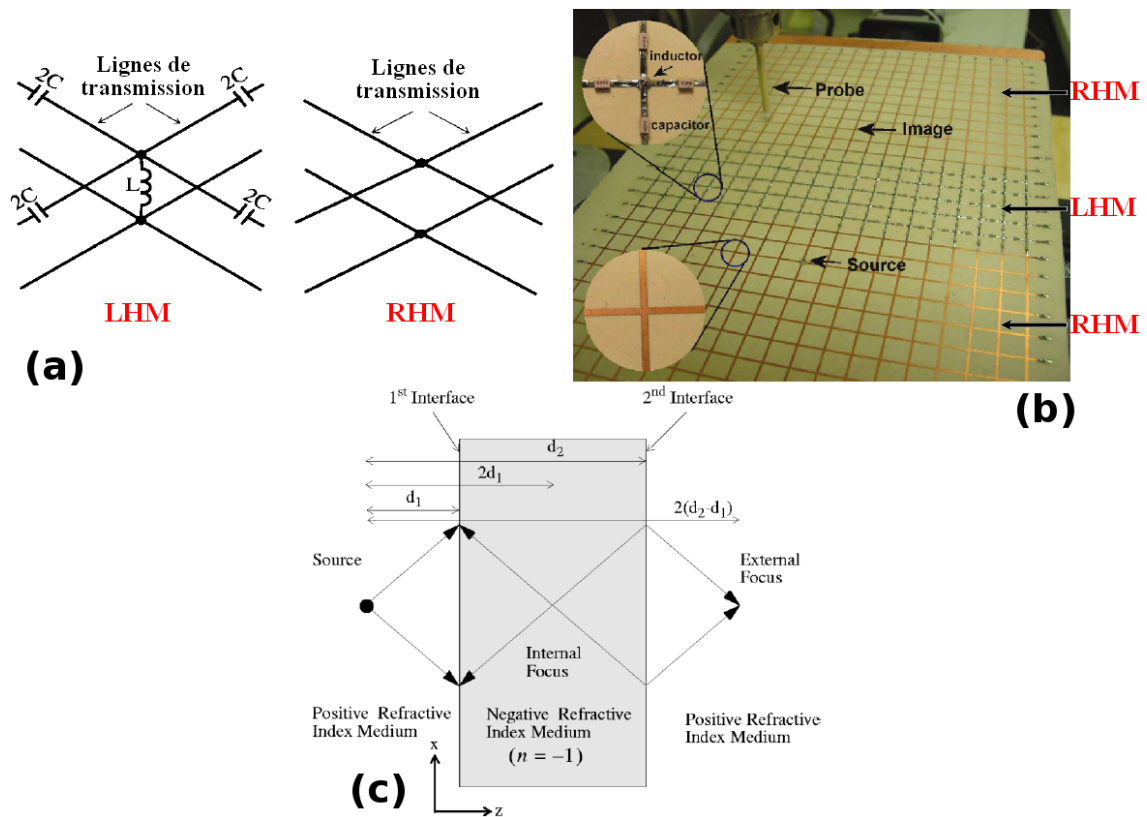 Lignes de
transmission
2C
2C
L
2C
2C
LHM
Lignes de
transmission
RHM
(a)
inductor
capacitor
Probe
Image
Source
RHM
LHM
RHM
(b)
1st Interface
2nd Interface
d2
2d1
d1
2(d2-d1)
Source
External
Focus
Internal
Focus
Positive Refractive
Index Medium
Negative Refractive
Index Medium
(n = −1)
Positive Refractive
Index Medium
x
z
(c)